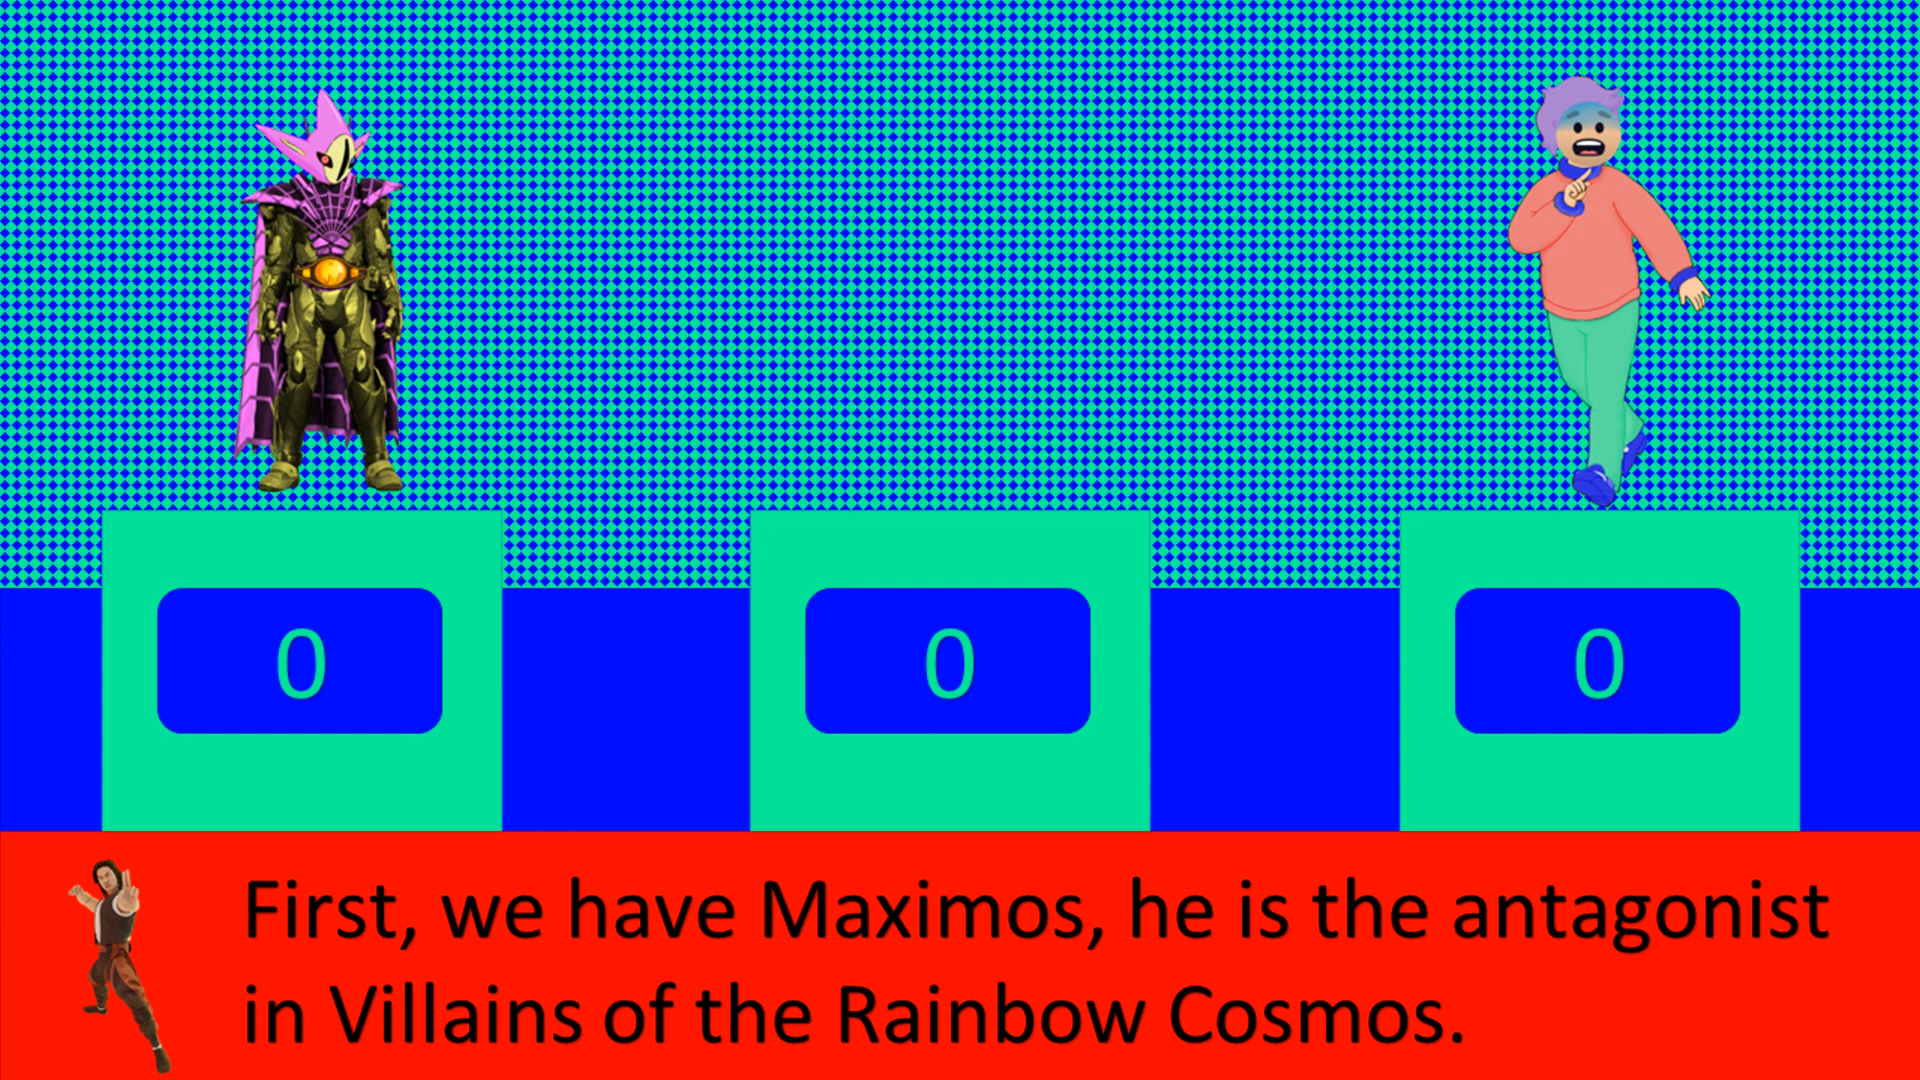 0 0 0
First, we have Maximos, he is the antagonist
in Villains of the Rainbow Cosmos.